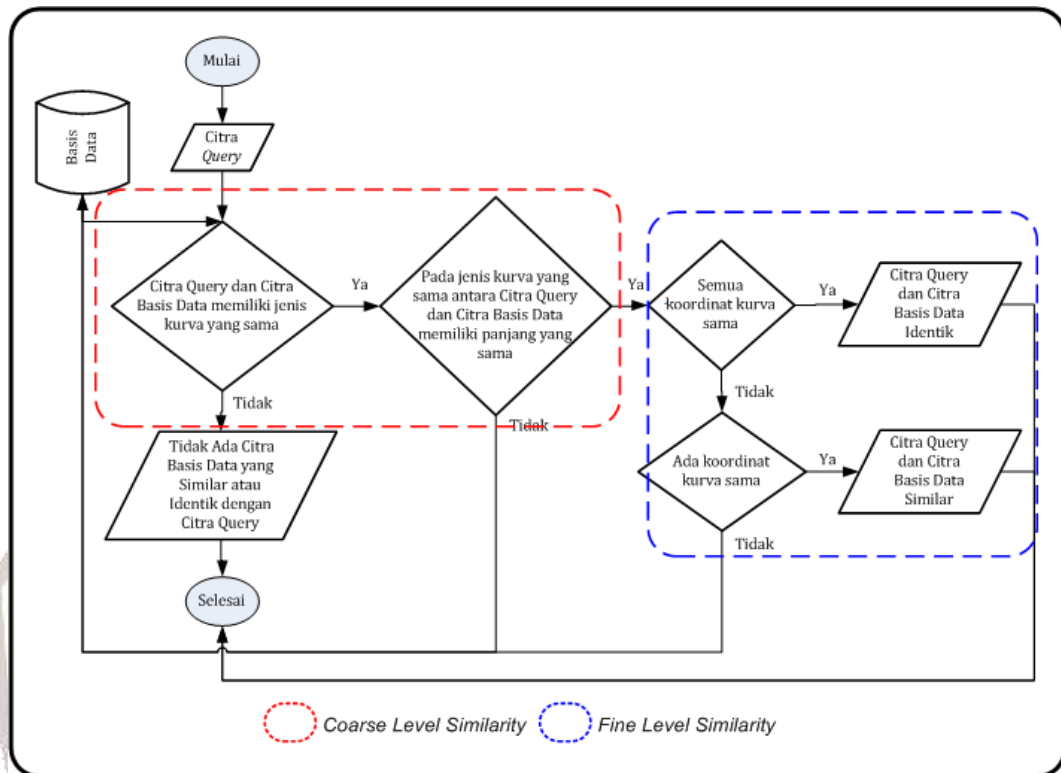 Mulai
Basis
Data
Citra
Query
Citra Query dan Citra
Basis Data memiliki jenis
kurva yang sama
Ya
Pada jenis kurva yang
sama antara Citra Query
dan Citra Basis Data
memiliki panjang yang
sama
Ya
Semua
koordinat kurva
sama
Ya
Citra Query
dan Citra
Basis Data
Identik
Tidak
Tidak
Tidak
Tidak Ada Citra
Basis Data yang
Similar atau
Identik dengan
Citra Query
Ada koordinat
kurva sama
Ya
Citra Query
dan Citra
Basis Data
Similar
Tidak
Selesai
Coarse Level Similarity
Fine Level Similarity